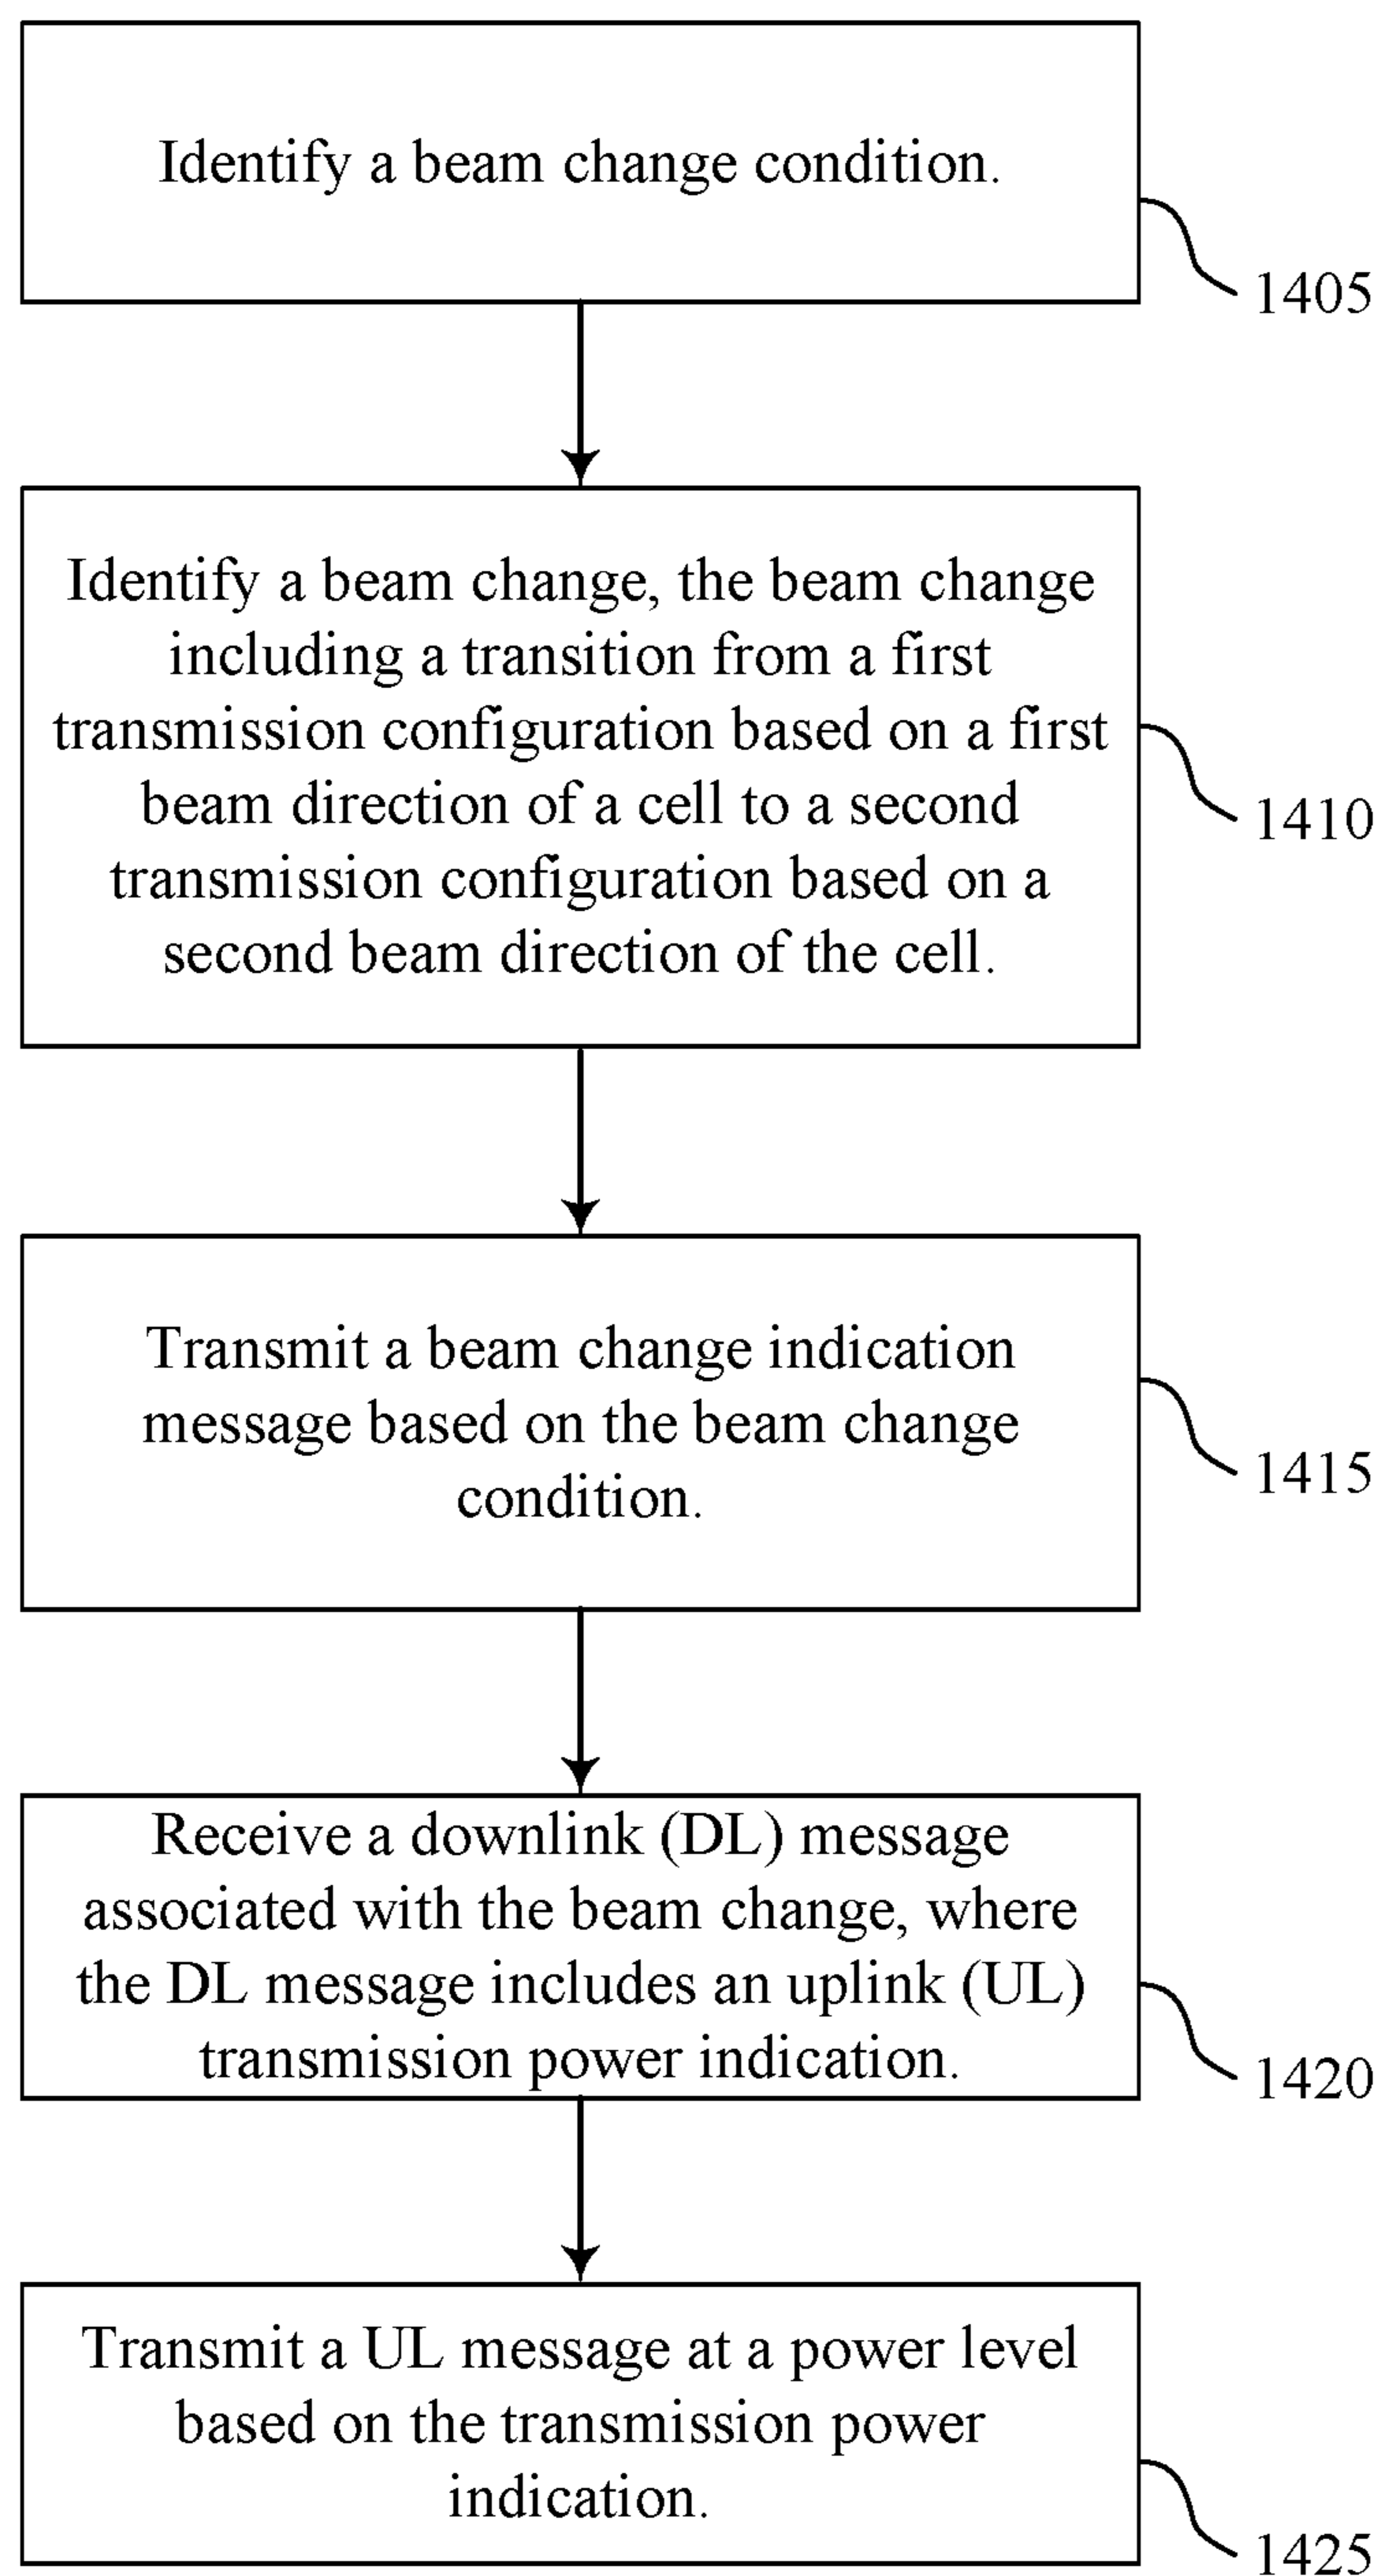 Identify a beam change condition.
1405
Identify a beam change, the beam change
including a transition from a first
transmission configuration based on a first
beam direction of a cell to a second
transmission configuration based on a
second beam direction of the cell.
1410
Transmit a beam change indication
message based on the beam change
condition.
1415
Receive a downlink (DL) message
associated with the beam change, where
the DL message includes an uplink (UL)
transmission power indication.
1420
Transmit a UL message at a power level
based on the transmission power
indication.
1425